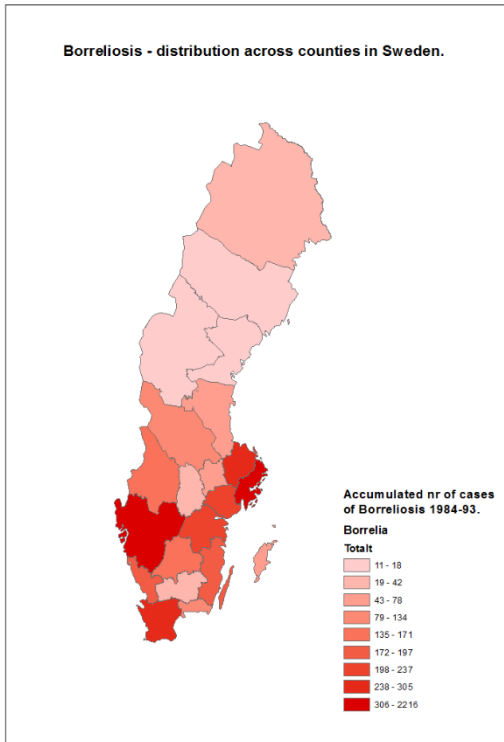 Borreliosis - distribution across counties in Sweden.
Accumulated nr of cases
of Borreliosis 1984-93.
Borrelia
Totalt
11 - 18
19 - 42
43 - 78
79 - 134
135 - 171
172 - 197
198 - 237
238 - 305
306 - 2216